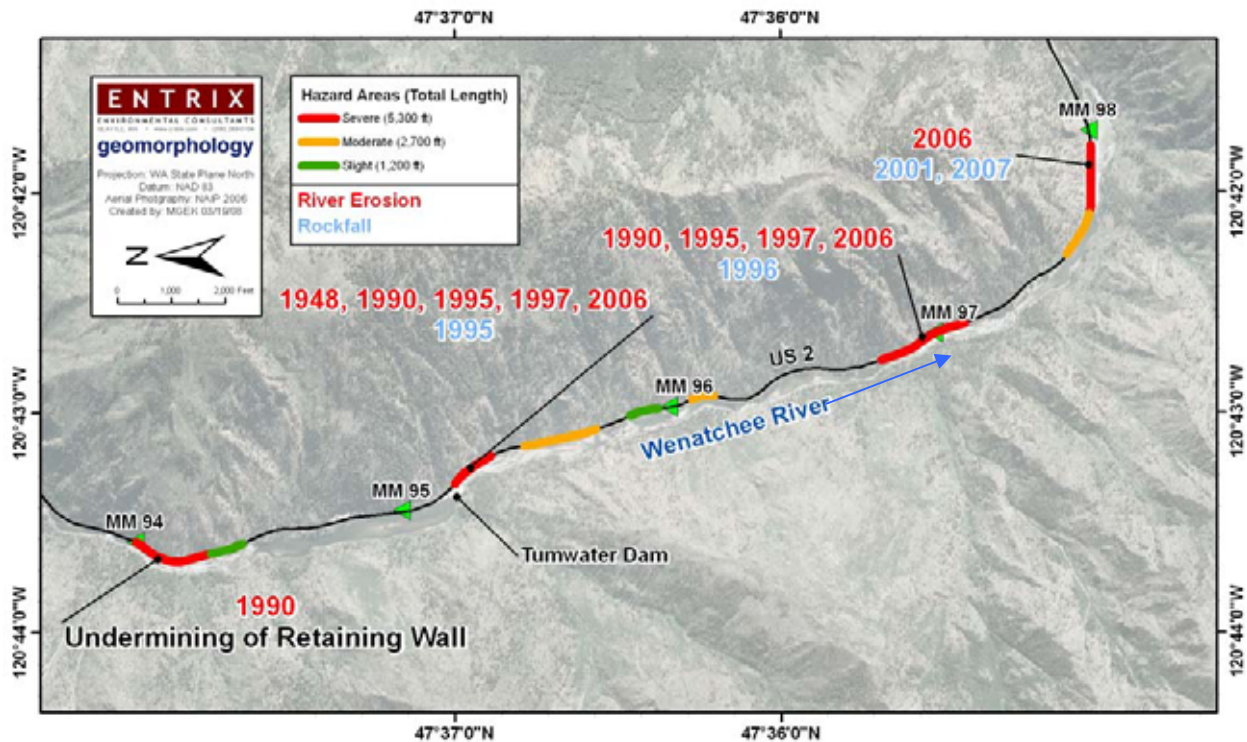 47°37'0"N
47°36'0"N
ENTRIX
ENVIRONMENTAL CONSULTANTS
geomorphology
Projection: WA State Plane North
Datum: NAD 83
Aerial Photography: NAIP 2006
Created by: MGEK 03/19/08
N
0 1,000 2,000 Feet
Hazard Areas (Total Length)
Severe (5,300 ft)
Moderate (2,700 ft)
Slight (1,200 ft)
River Erosion
Rockfall
MM 98
2006
2001, 2007
120°42'0"W
120°42'0"W
1990, 1995, 1997, 2006
1996
1948, 1990, 1995, 1997, 2006
1995
MM 97
US 2
MM 96
Wenatchee River
120°43'0"W
120°43'0"W
MM 95
MM 94
Tumwater Dam
1990
Undermining of Retaining Wall
120°44'0"W
120°44'0"W
47°37'0"N
47°36'0"N